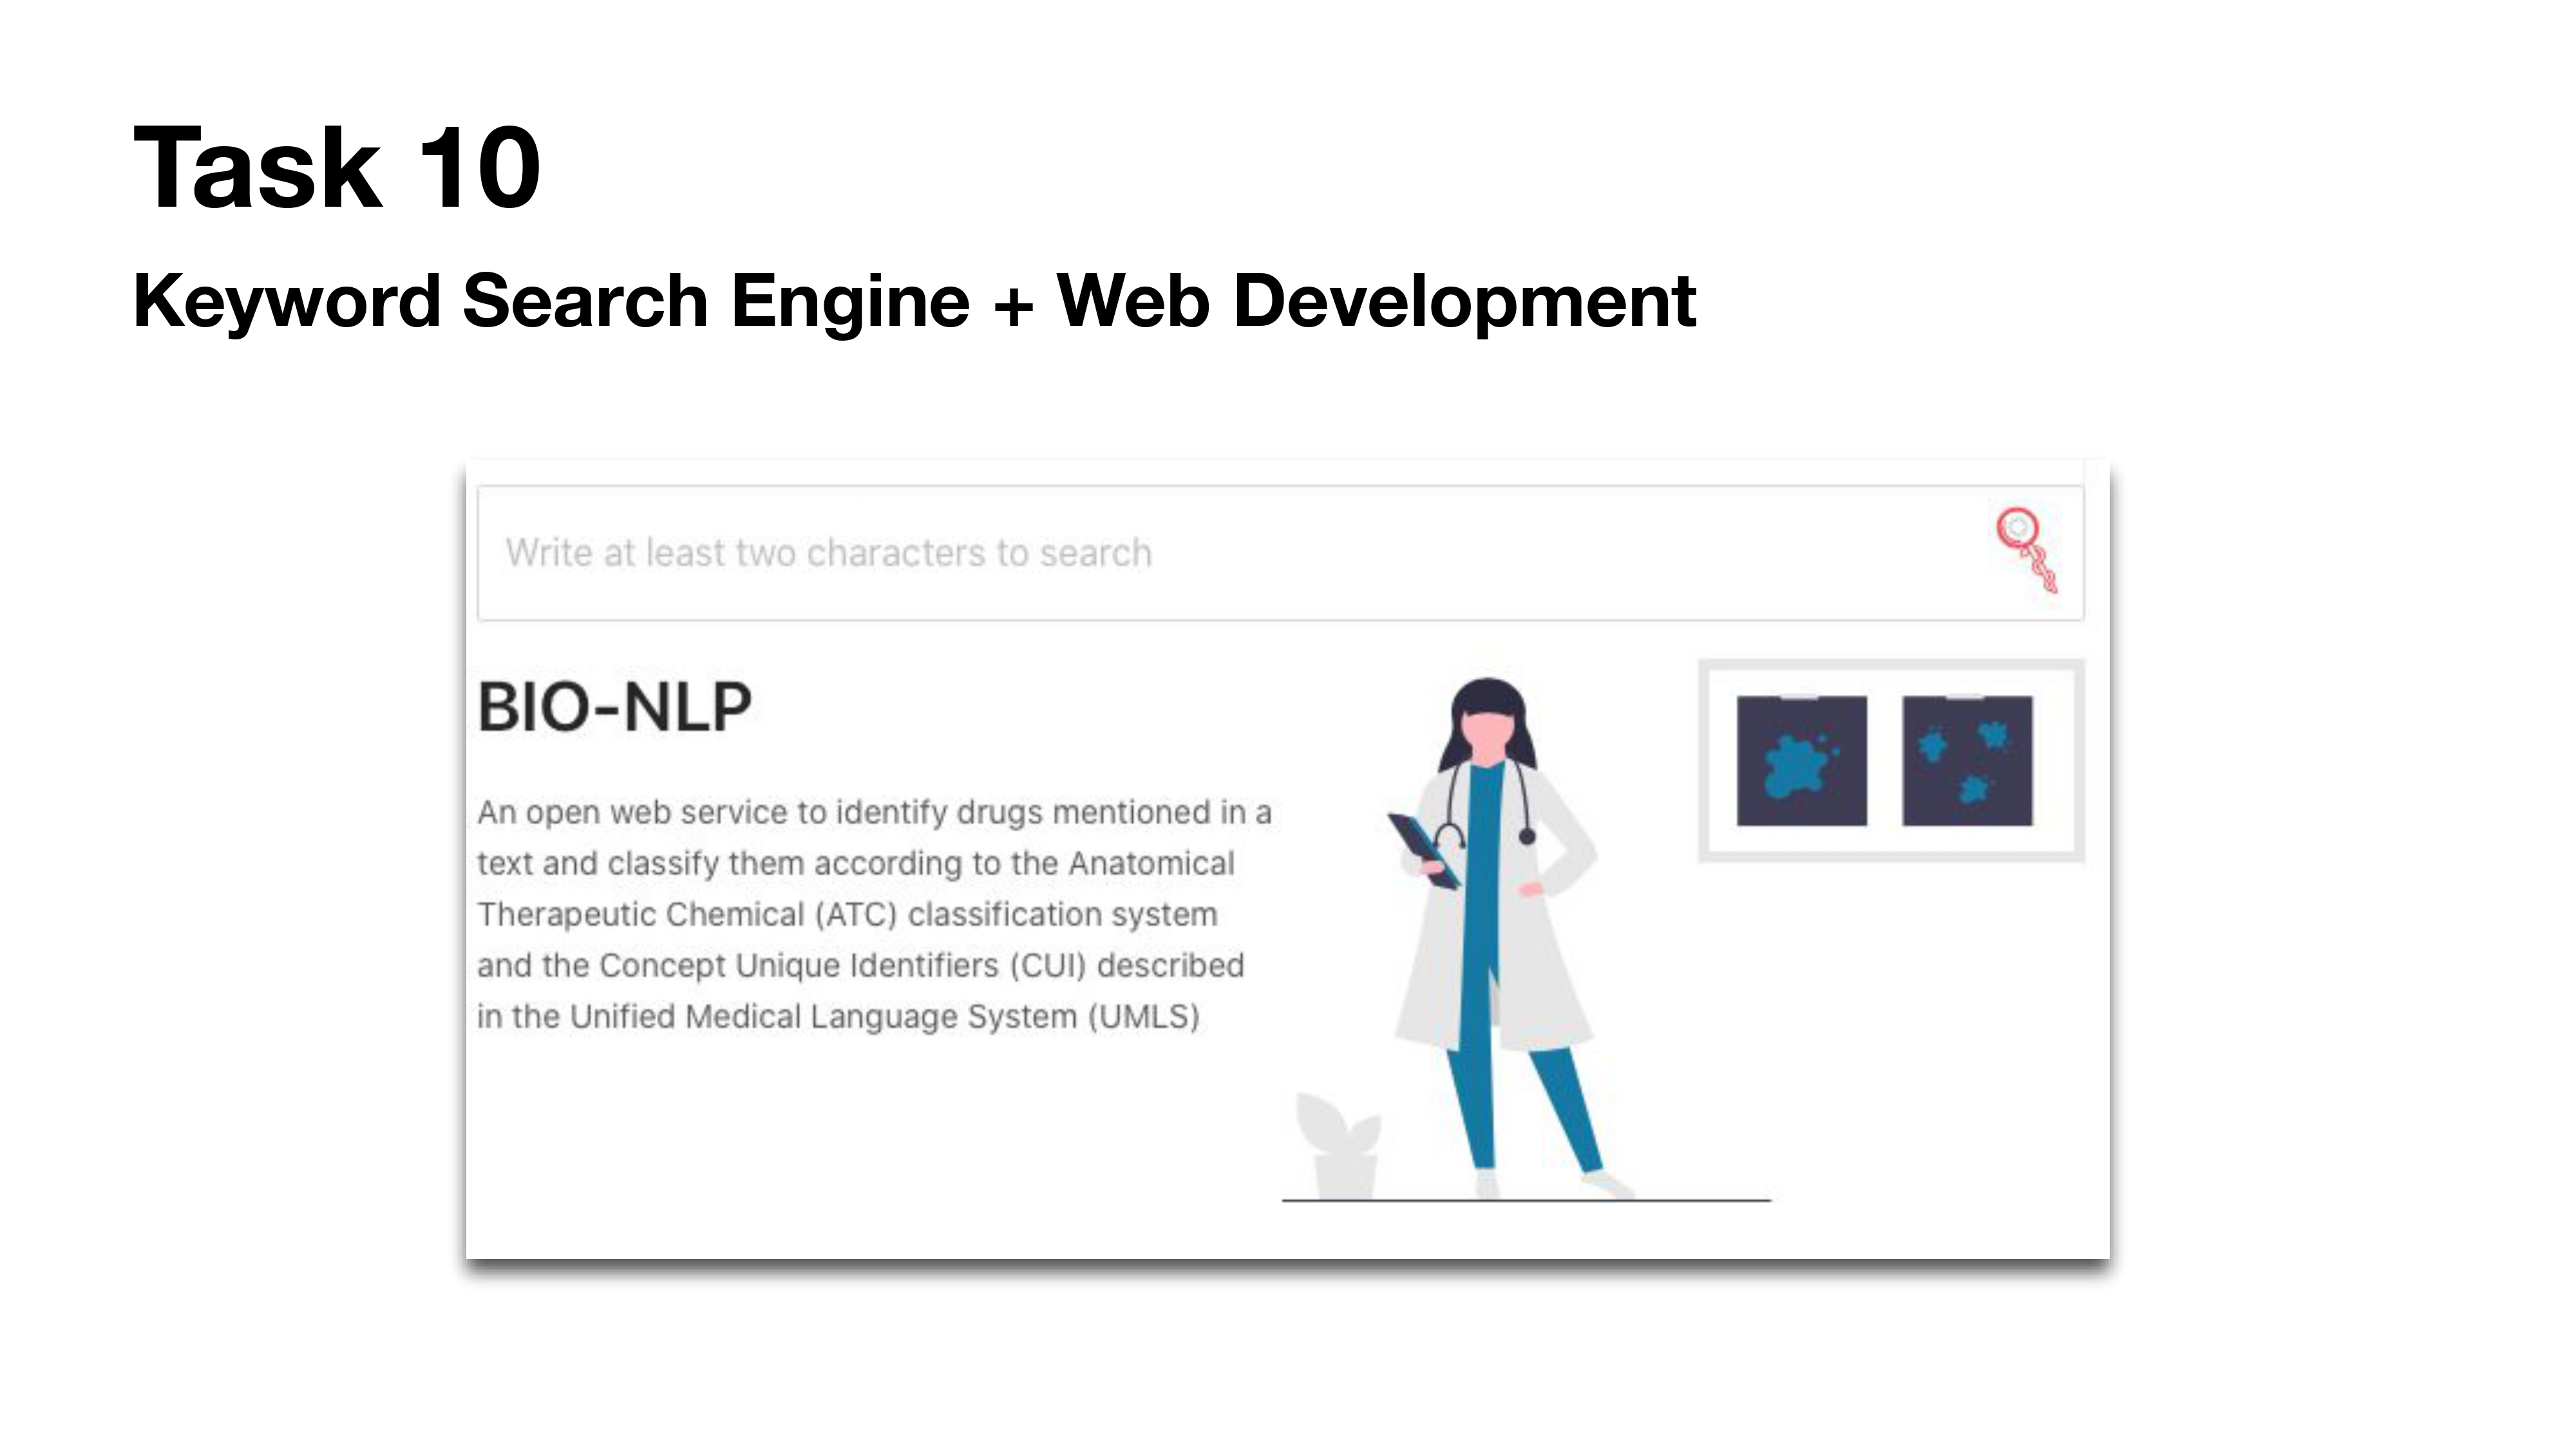 Task 10
Keyword Search Engine + Web Development
Write at least two characters to search
BIO-NLP
An open web service to identify drugs mentioned in a
text and classify them according to the Anatomical
Therapeutic Chemical (ATC) classification system
and the Concept Unique Identifiers (CUI) described
in the Unified Medical Language System (UMLS)